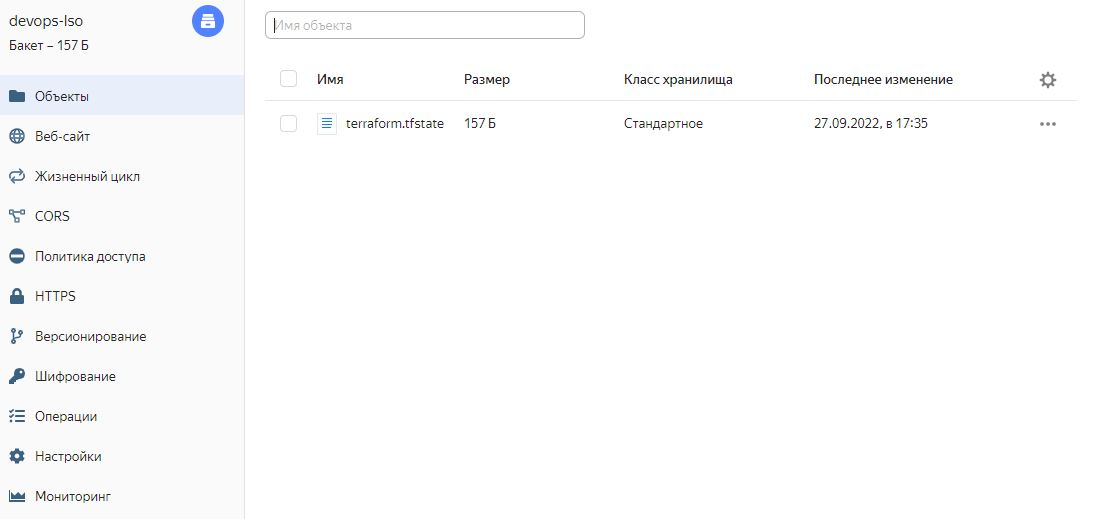 devops-lso
Бакет – 157 Б
Объекты
Веб-сайт
Жизненный цикл
CORS
Политика доступа
HTTPS
Версионирование
Шифрование
Операции
Настройки
Мониторинг
Имя объекта
Имя Размер Класс хранилища Последнее изменение
terraform.tfstate 157 Б Стандартное 27.09.2022, в 17:35